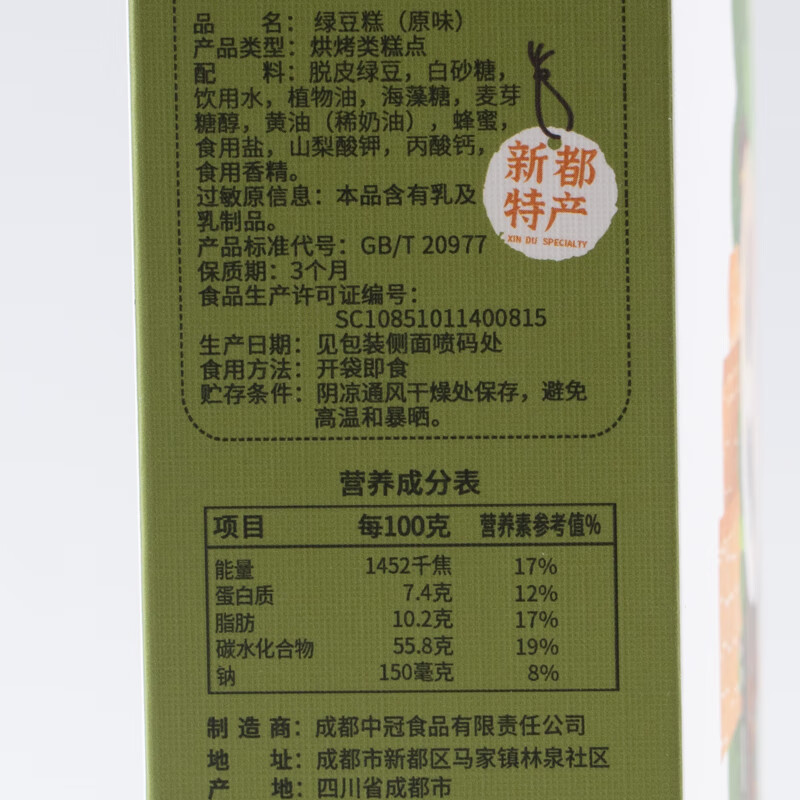 品 名：绿豆糕（原味）
产品类型：烘烤类糕点
配 料：脱皮绿豆，白砂糖，
饮用水，植物油，海藻糖，麦芽
糖醇，黄油（稀奶油），蜂蜜，
食用盐，山梨酸钾，丙酸钙，
食用香精。
过敏原信息：本品含有乳及
乳制品。
产品标准代号：GB/T 20977
保质期：3个月
食品生产许可证编号：
SC10851011400815
生产日期：见包装侧面喷码处
食用方法：开袋即食
贮存条件：阴凉通风干燥处保存，避免
高温和暴晒。
新都
特产
XIN DU SPECIALTY
营养成分表
项目 每100克 营养素参考值%
能量 1452千焦 17%
蛋白质 7.4克 12%
脂肪 10.2克 17%
碳水化合物 55.8克 19%
钠 150毫克 8%
制造商：成都中冠食品有限责任公司
地 址：成都市新都区马家镇林泉社区
产 地：四川省成都市